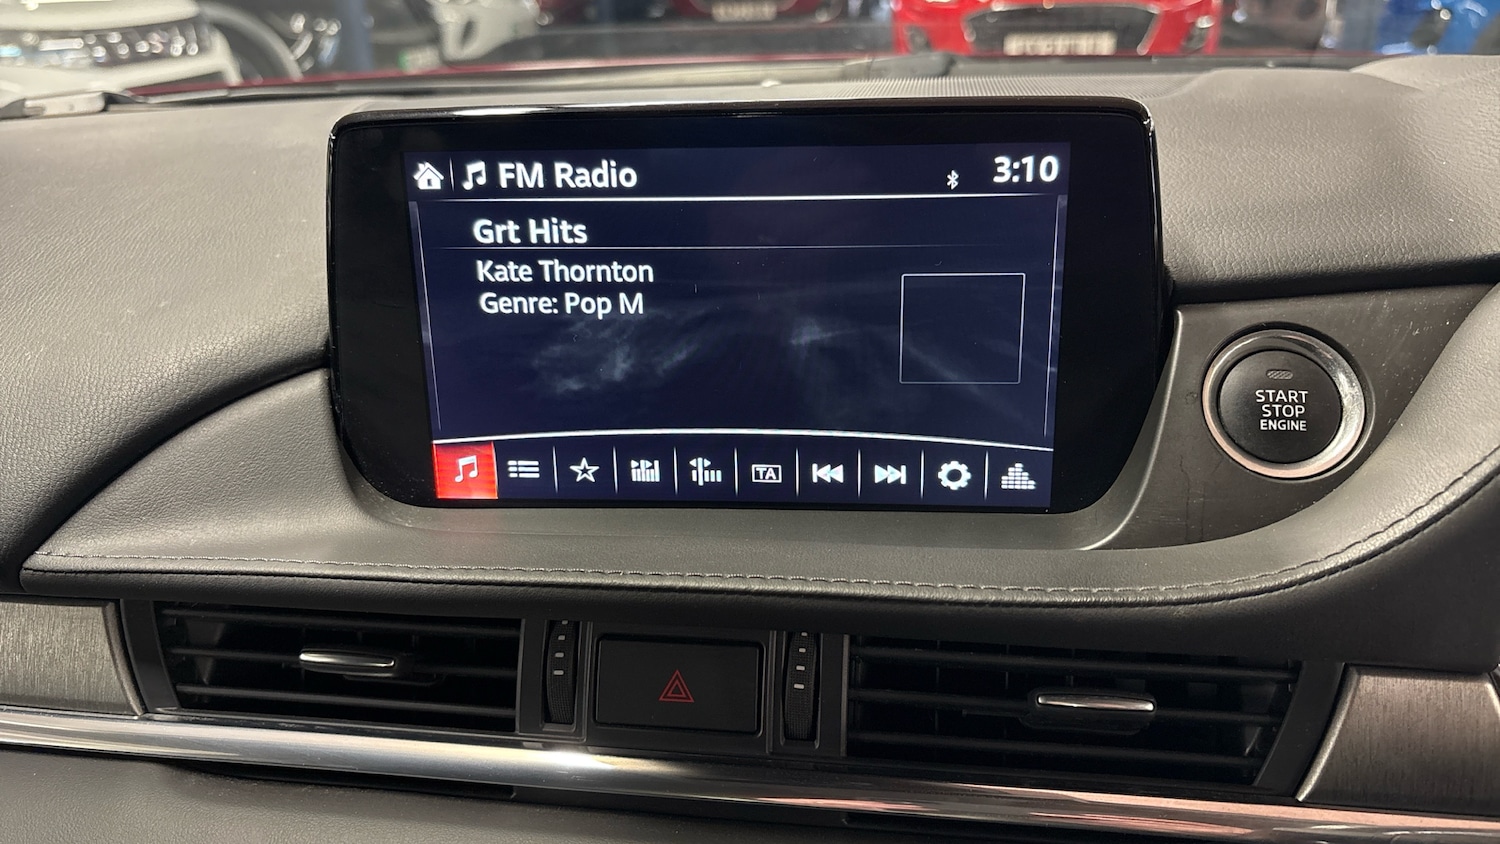 FM Radio
3:10
Grt Hits
Kate Thornton
Genre: Pop M
TA
START
STOP
ENGINE